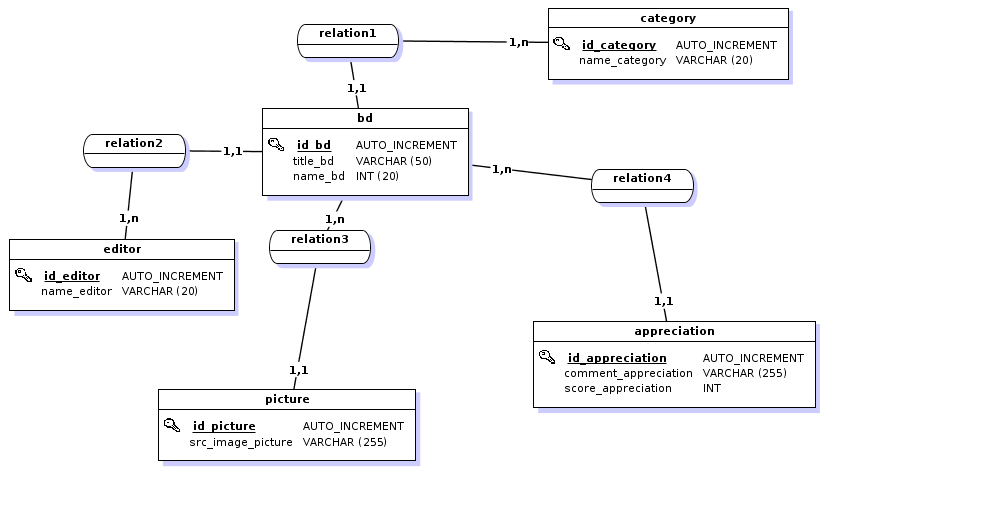 category
id_category AUTO_INCREMENT
name_category VARCHAR (20)
relation1
1,n
1,1
bd
id_bd AUTO_INCREMENT
title_bd VARCHAR (50)
name_bd INT (20)
relation2
1,1
1,n
relation4
1,n
editor
id_editor AUTO_INCREMENT
name_editor VARCHAR (20)
1,n
relation3
1,1
appreciation
id_appreciation AUTO_INCREMENT
comment_appreciation VARCHAR (255)
score_appreciation INT
1,1
picture
id_picture AUTO_INCREMENT
src_image_picture VARCHAR (255)